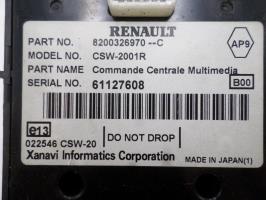 RENAULT
AP9
PART NO. 8200326970 --C
MODEL NO. CSW-2001R
PART NAME Commande Centrale Multimedia
SERIAL NO. 61127608 B00
e13 DO NOT DROP
022546 CSW-20
Xanavi Informatics Corporation MADE IN JAPAN(1)